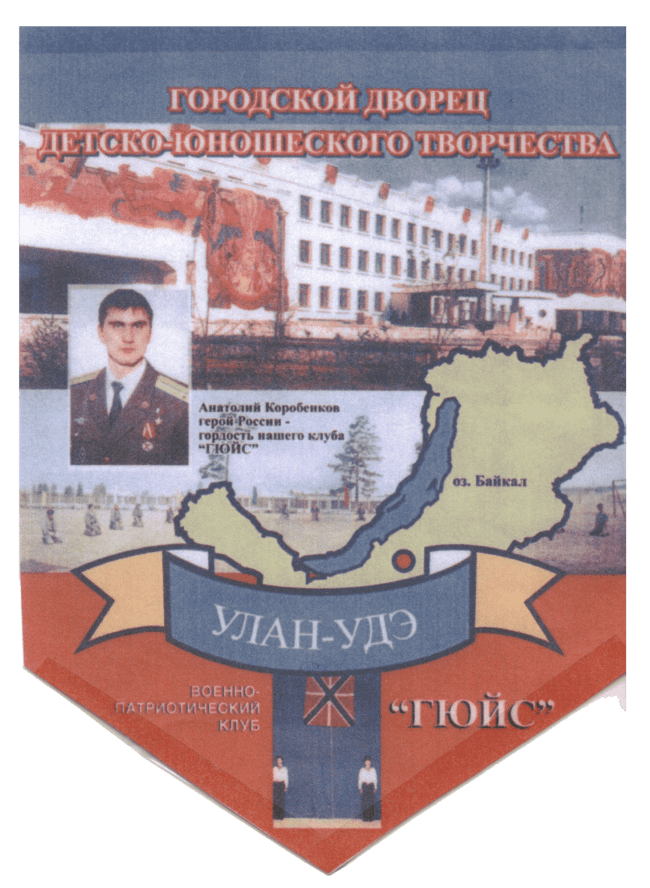 ГОРОДСКОЙ ДВОРЕЦ
ДЕТСКО-ЮНОШЕСКОГО ТВОРЧЕСТВА
Анатолий Коробенков
герой России -
гордость нашего клуба
“ГЮЙС”
оз. Байкал
УЛАН-УДЭ
ВОЕННО-
ПАТРИОТИЧЕСКИЙ
КЛУБ
“ГЮЙС”